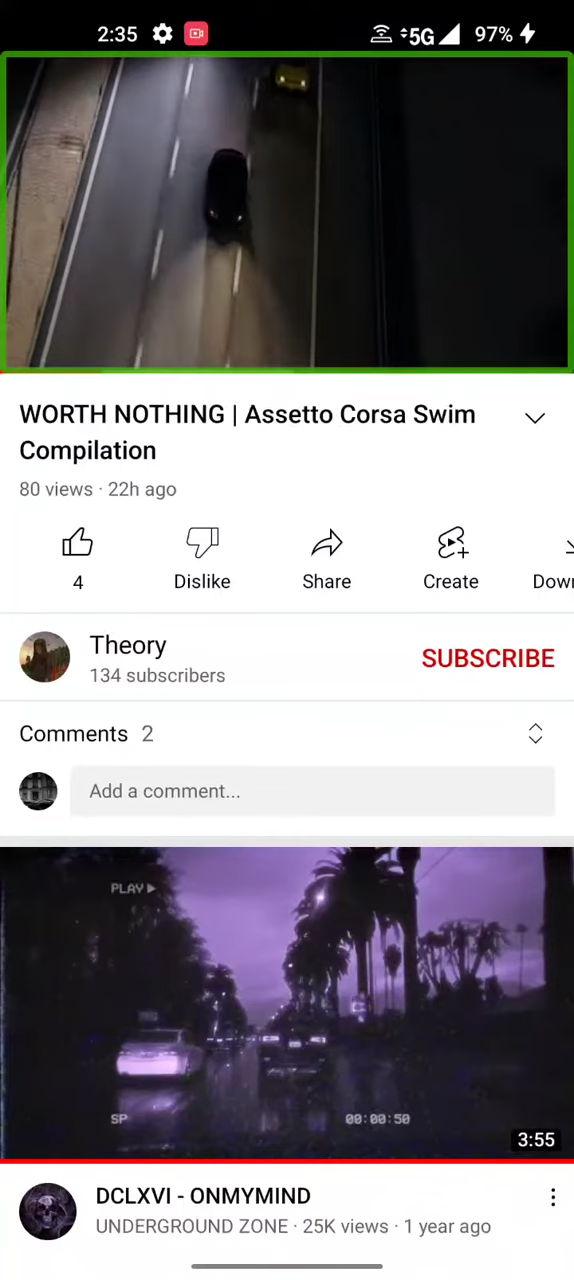 2:35 5G 97%
WORTH NOTHING | Assetto Corsa Swim
Compilation
80 views · 22h ago
4 Dislike Share Create Down
Theory
134 subscribers
SUBSCRIBE
Comments 2
Add a comment...
PLAY
SP 00:00:50
3:55
DCLXVI - ONMYMIND
UNDERGROUND ZONE · 25K views · 1 year ago